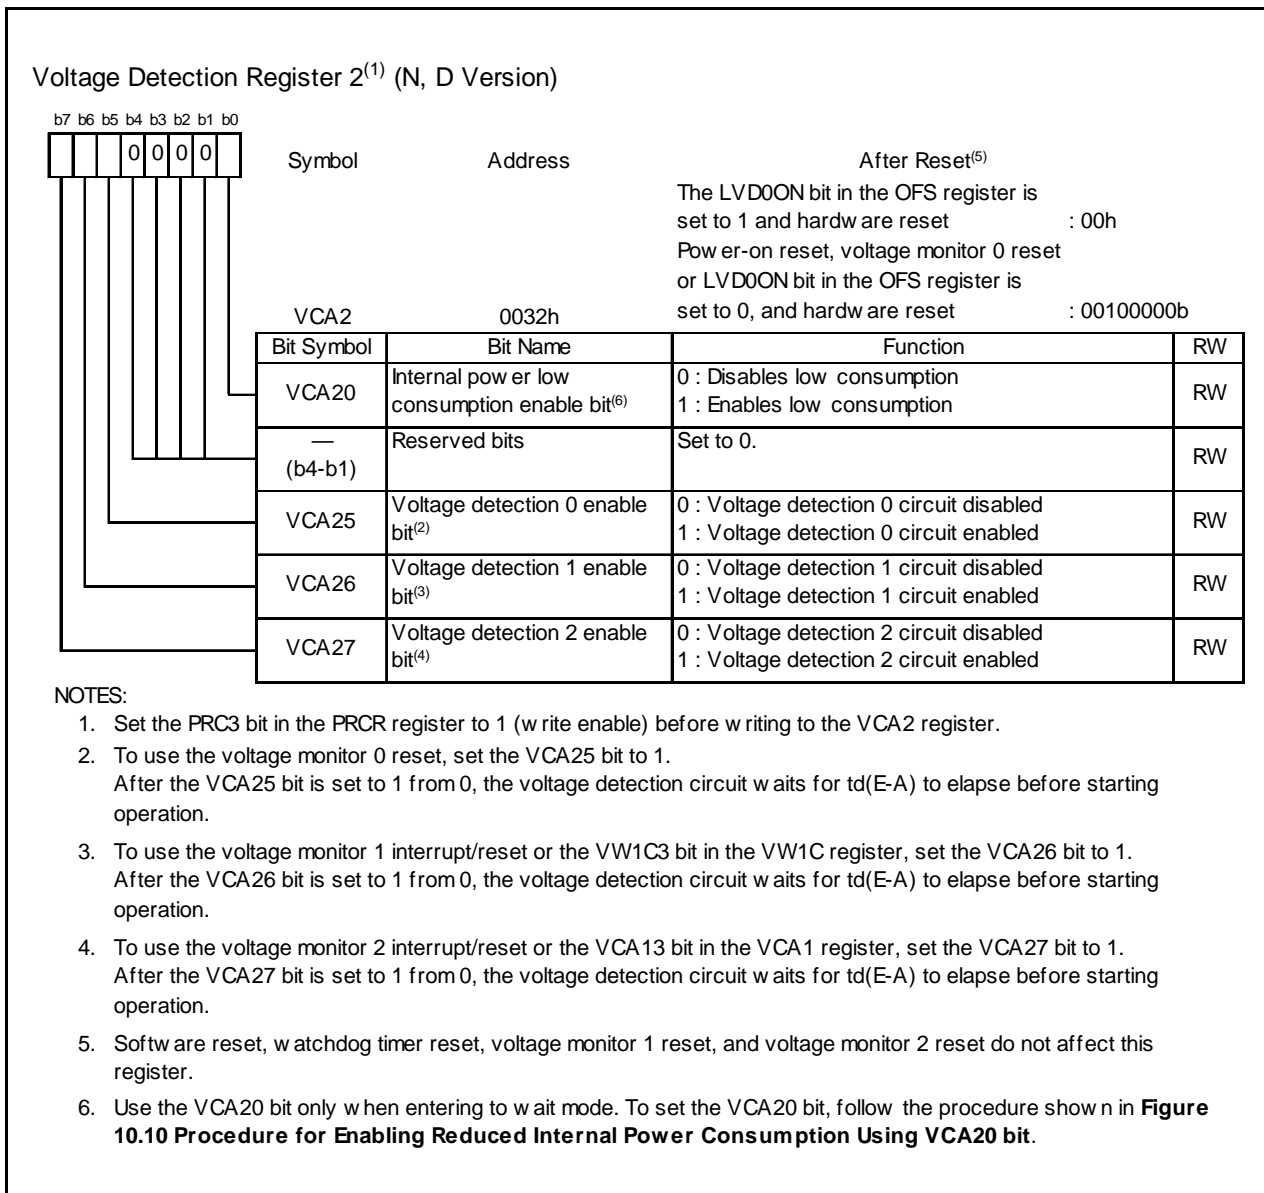 Voltage Detection Register 2(1) (N, D Version)
b7 b6 b5 b4 b3 b2 b1 b0
0 0 0 0
Symbol Address After Reset(5)
The LVD0ON bit in the OFS register is
set to 1 and hardware reset : 00h
Power-on reset, voltage monitor 0 reset
or LVD0ON bit in the OFS register is
VCA2 0032h set to 0, and hardware reset : 00100000b
Bit Symbol Bit Name Function RW
VCA20 Internal power low consumption enable bit(6) 0 : Disables low consumption RW
1 : Enables low consumption
— (b4-b1) Reserved bits Set to 0. RW
VCA25 Voltage detection 0 enable bit(2) 0 : Voltage detection 0 circuit disabled RW
1 : Voltage detection 0 circuit enabled
VCA26 Voltage detection 1 enable bit(3) 0 : Voltage detection 1 circuit disabled RW
1 : Voltage detection 1 circuit enabled
VCA27 Voltage detection 2 enable bit(4) 0 : Voltage detection 2 circuit disabled RW
1 : Voltage detection 2 circuit enabled
NOTES:
1. Set the PRC3 bit in the PRCR register to 1 (write enable) before writing to the VCA2 register.
2. To use the voltage monitor 0 reset, set the VCA25 bit to 1.
After the VCA25 bit is set to 1 from 0, the voltage detection circuit waits for td(E-A) to elapse before starting
operation.
3. To use the voltage monitor 1 interrupt/reset or the VW1C3 bit in the VW1C register, set the VCA26 bit to 1.
After the VCA26 bit is set to 1 from 0, the voltage detection circuit waits for td(E-A) to elapse before starting
operation.
4. To use the voltage monitor 2 interrupt/reset or the VCA13 bit in the VCA1 register, set the VCA27 bit to 1.
After the VCA27 bit is set to 1 from 0, the voltage detection circuit waits for td(E-A) to elapse before starting
operation.
5. Software reset, watchdog timer reset, voltage monitor 1 reset, and voltage monitor 2 reset do not affect this
register.
6. Use the VCA20 bit only when entering to wait mode. To set the VCA20 bit, follow the procedure shown in Figure
10.10 Procedure for Enabling Reduced Internal Power Consumption Using VCA20 bit.